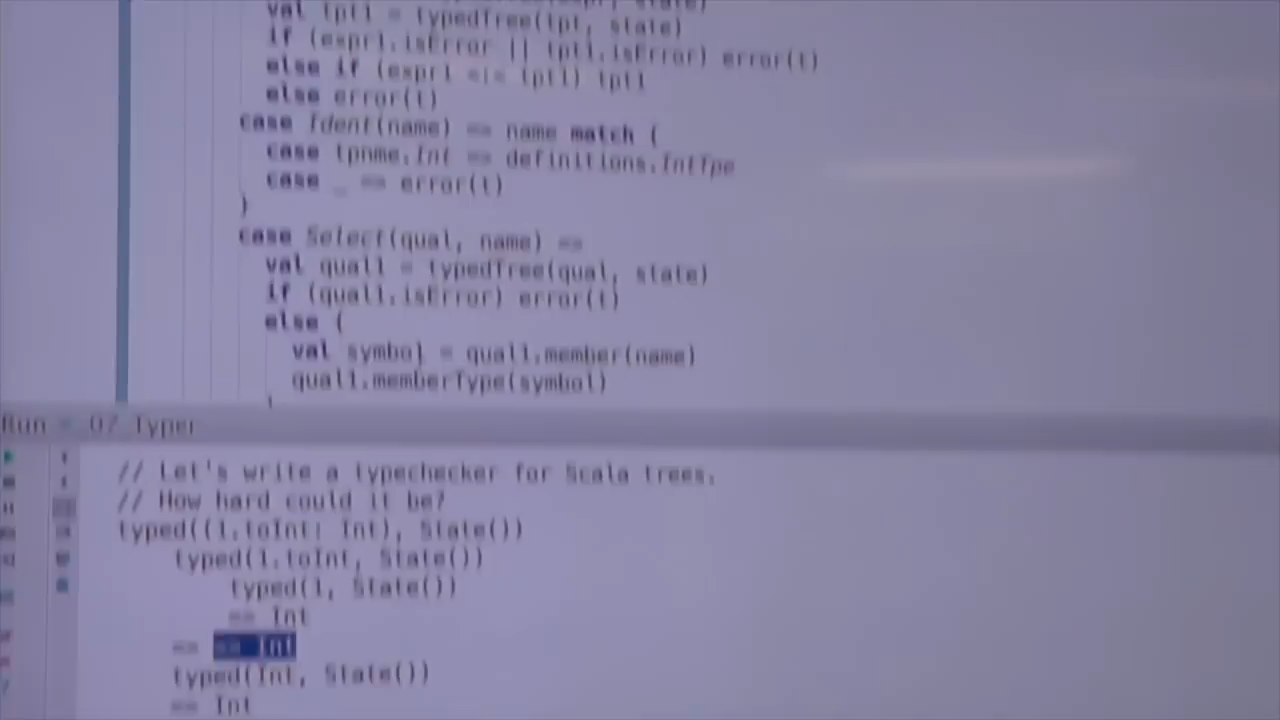 val tpt1 = typedTree(tpt, state)
if (expr1.isError || tpt1.isError) error(t)
else if (expr1 <:< tpt1) tpt1
else error(t)
case Ident(name) => name match {
case tpnme.Int => definitions.IntTpe
case _ => error(t)
}
case Select(qual, name) =>
val qual1 = typedTree(qual, state)
if (qual1.isError) error(t)
else {
val symbol = qual1.member(name)
qual1.memberType(symbol)
Run - 07 Typer
// Let's write a typechecker for Scala trees.
// How hard could it be?
typed((1.toInt: Int), State())
typed(1.toInt, State())
typed(1, State())
=> Int
=> => Int
typed(Int, State())
=> Int